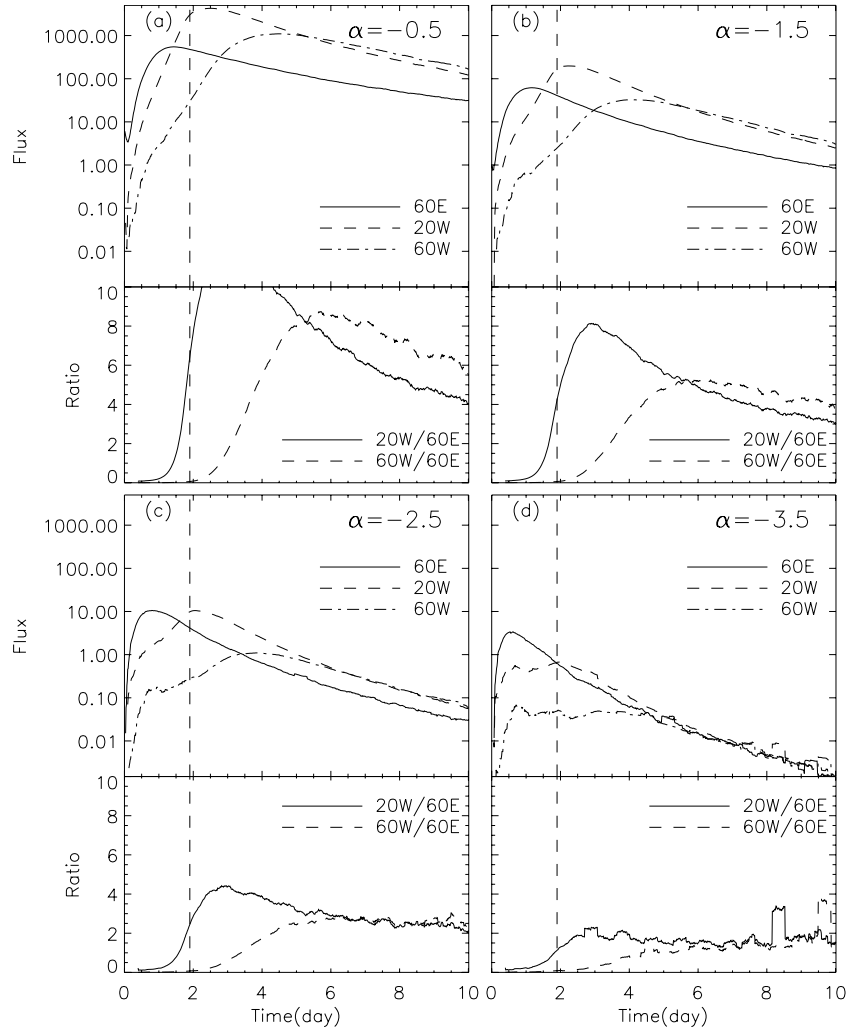 (a) α=−0.5
1000.00
100.00
10.00
1.00
0.10
0.01
Flux
60E
20W
60W
10
8
6
4
2
0
Ratio
20W/60E
60W/60E
(b) α=−1.5
60E
20W
60W
20W/60E
60W/60E
(c) α=−2.5
1000.00
100.00
10.00
1.00
0.10
0.01
Flux
60E
20W
60W
10
8
6
4
2
0
Ratio
20W/60E
60W/60E
0 2 4 6 8 10
Time(day)
(d) α=−3.5
60E
20W
60W
20W/60E
60W/60E
0 2 4 6 8 10
Time(day)